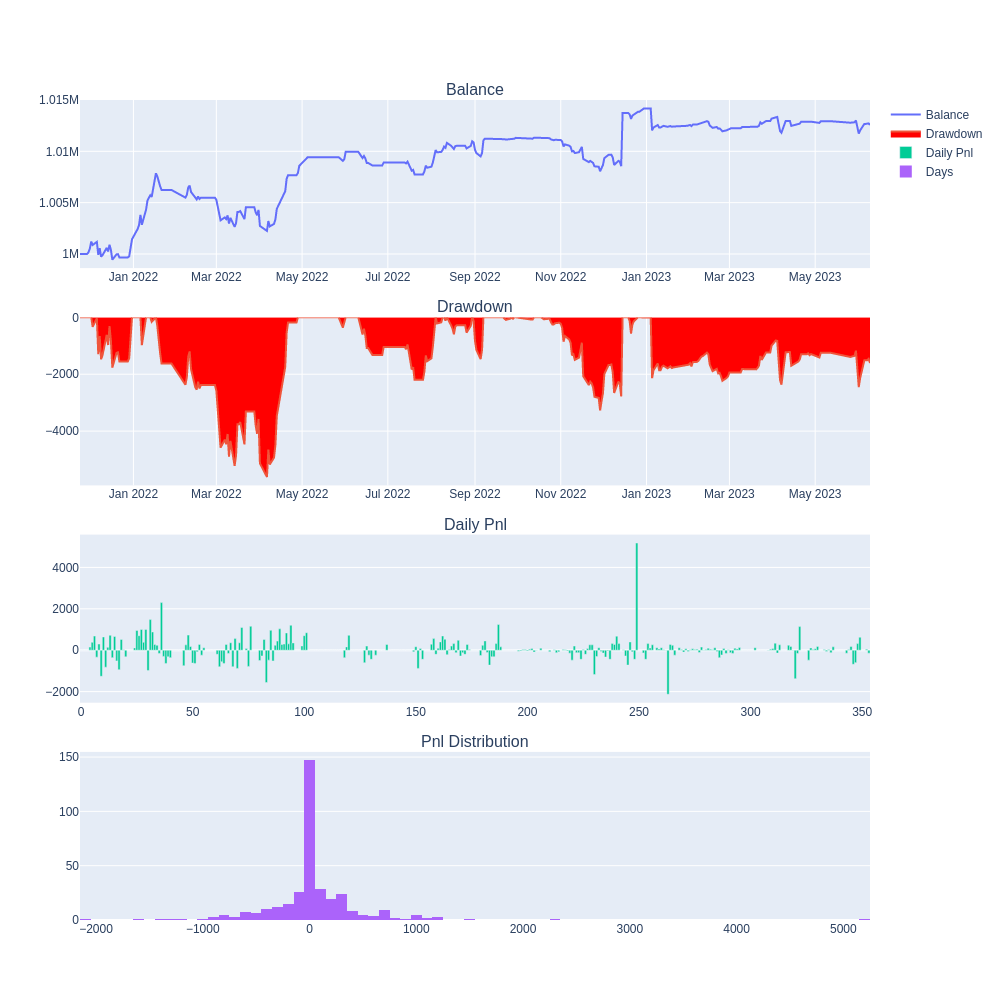 Balance
1.015M
1.01M
1.005M
1M
Jan 2022 Mar 2022 May 2022 Jul 2022 Sep 2022 Nov 2022 Jan 2023 Mar 2023 May 2023
Balance
Drawdown
Daily Pnl
Days
Drawdown
0
−2000
−4000
Jan 2022 Mar 2022 May 2022 Jul 2022 Sep 2022 Nov 2022 Jan 2023 Mar 2023 May 2023
Daily Pnl
4000
2000
0
−2000
0 50 100 150 200 250 300 350
Pnl Distribution
150
100
50
0
−2000 −1000 0 1000 2000 3000 4000 5000